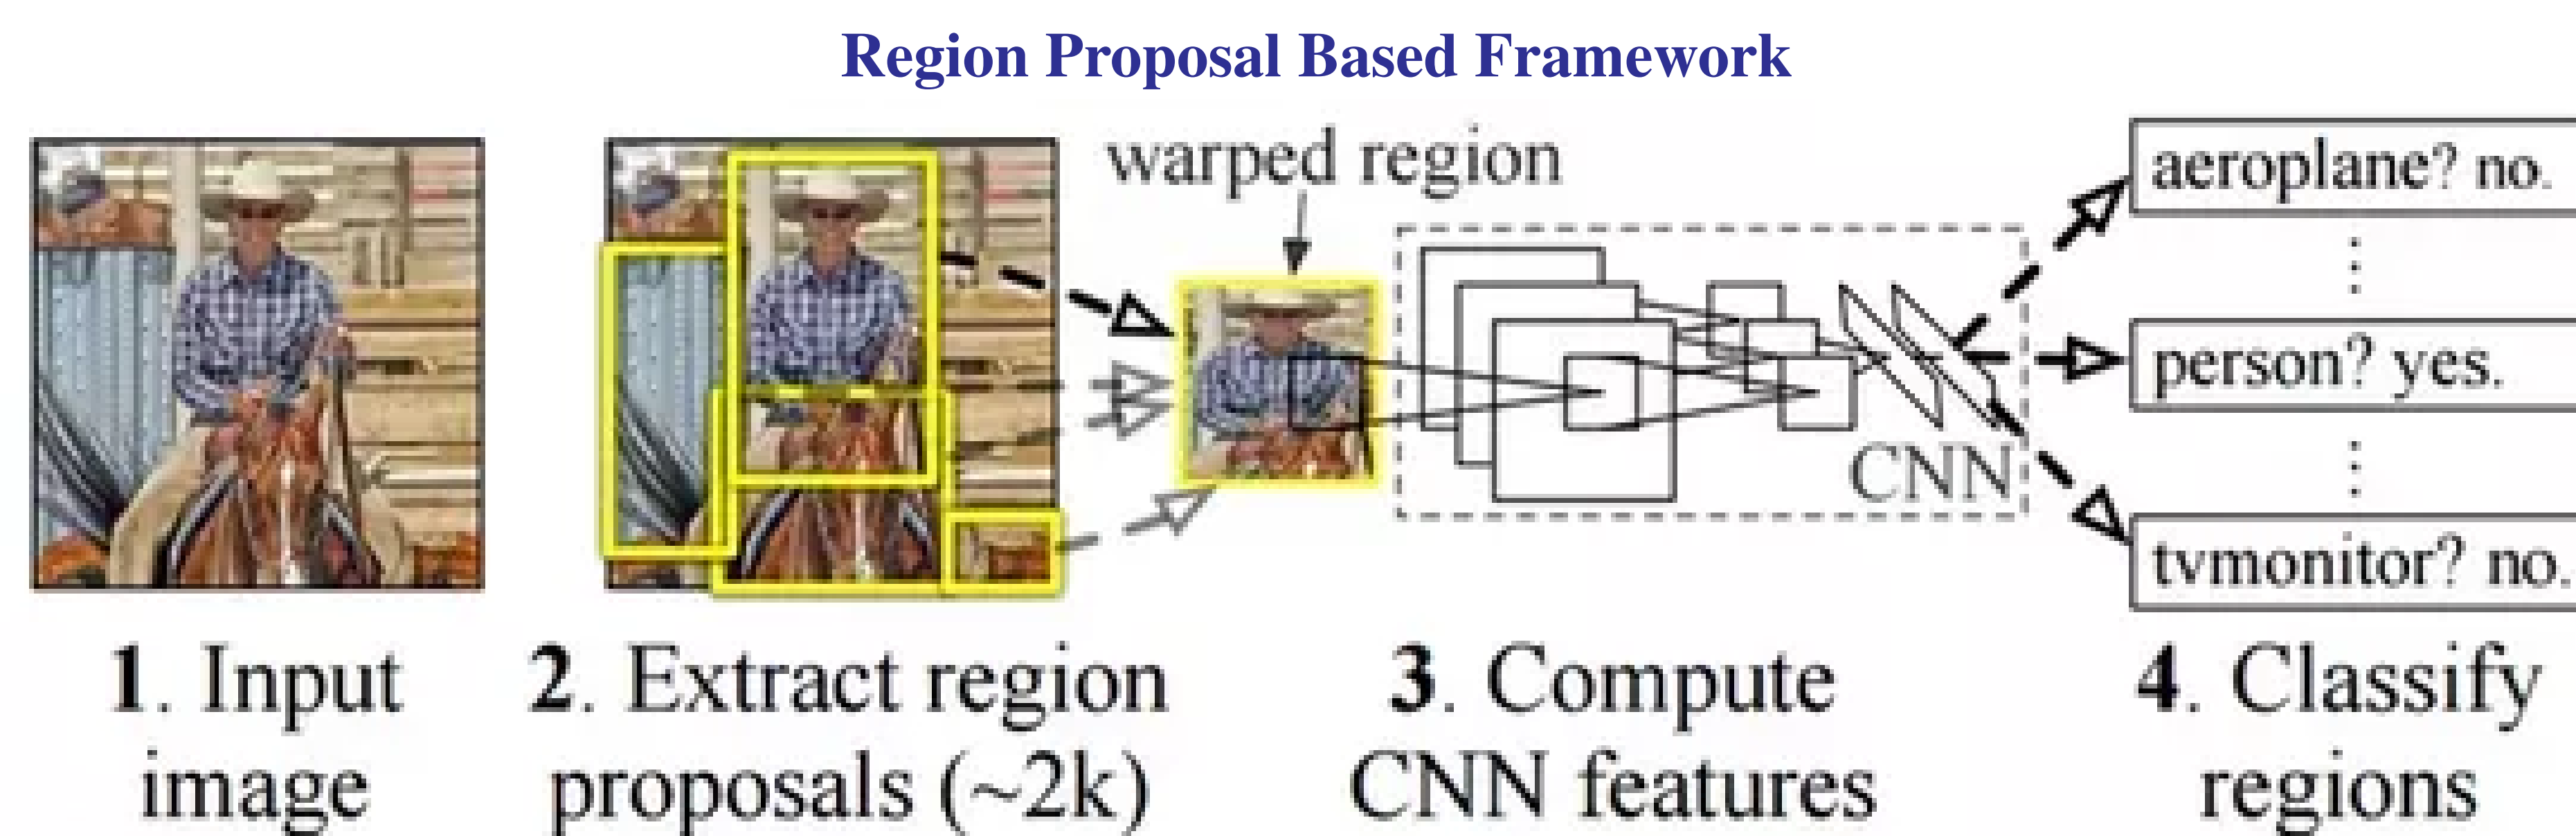 Region Proposal Based Framework
warped region
aeroplane? no.
person? yes.
tvmonitor? no.
CNN
1. Input
image
2. Extract region
proposals (~2k)
3. Compute
CNN features
4. Classify
regions